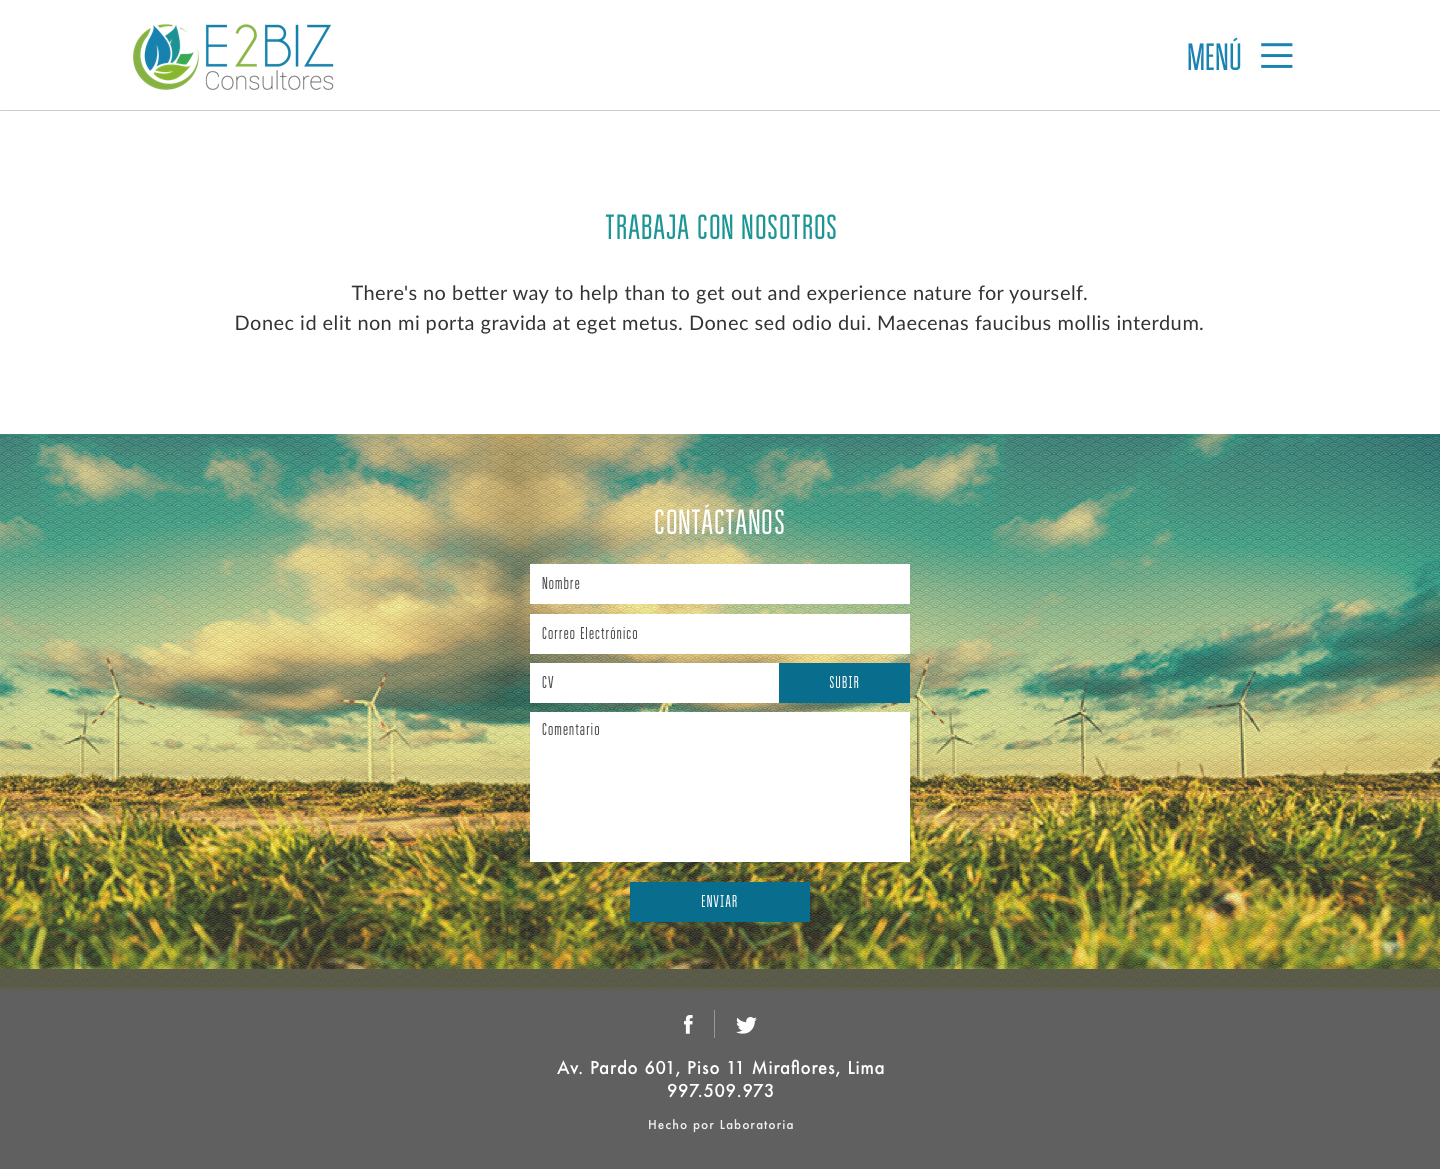 E2BIZ
Consultores
MENÚ
TRABAJA CON NOSOTROS
There's no better way to help than to get out and experience nature for yourself.
Donec id elit non mi porta gravida at eget metus. Donec sed odio dui. Maecenas faucibus mollis interdum.
CONTÁCTANOS
Nombre
Correo Electrónico
CV
SUBIR
Comentario
ENVIAR
Av. Pardo 601, Piso 11 Miraflores, Lima
997.509.973
Hecho por Laboratoria